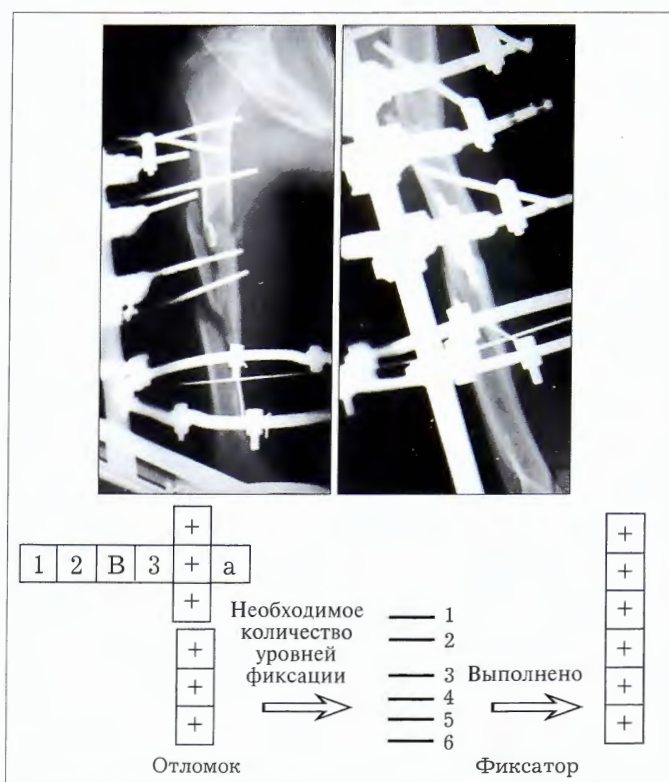 +
1 2 В 3 + а
+
+
+
+
Необходимое
количество
уровней
фиксации
1
2
3
4
5
6
Выполнено
+
+
+
+
+
+
Отломок
Фиксатор